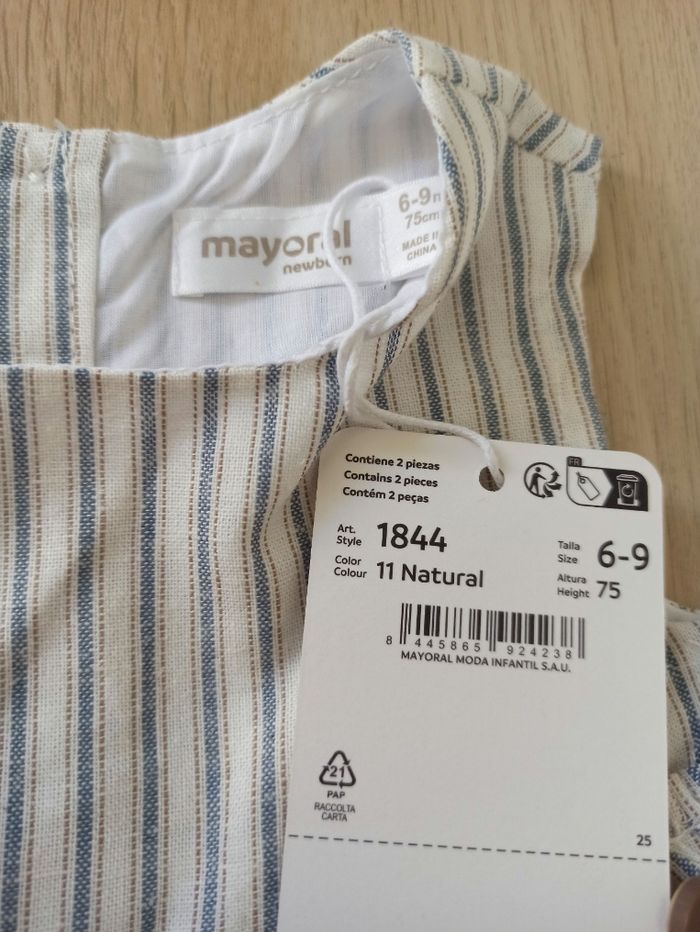 mayoral
newborn
6-9m
75cm
MADE IN
CHINA
Contiene 2 piezas
Contains 2 pieces
Contém 2 peças
FR
Art.
Style 1844
Talla
Size 6-9
Color
Colour 11 Natural
Altura
Height 75
8 445865 924238
MAYORAL MODA INFANTIL S.A.U.
21
PAP
RACCOLTA
CARTA
25